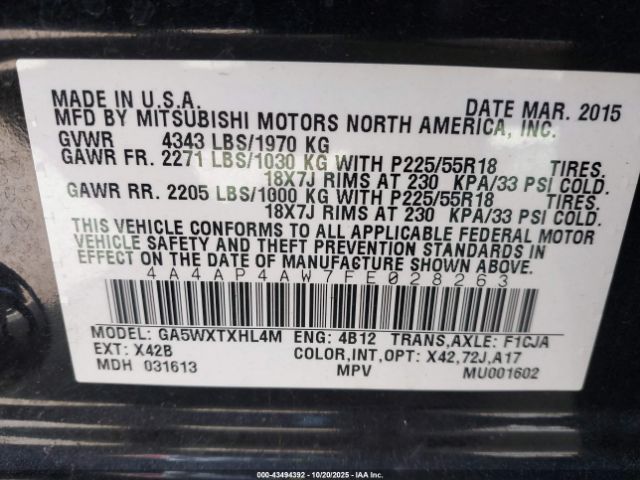 MADE IN U.S.A. DATE MAR. 2015
MFD BY MITSUBISHI MOTORS NORTH AMERICA, INC.
GVWR 4343 LBS/1970 KG
GAWR FR. 2271 LBS/1030 KG WITH P225/55R18 TIRES.
18X7J RIMS AT 230 KPA/33 PSI COLD.
GAWR RR. 2205 LBS/1000 KG WITH P225/55R18 TIRES.
18X7J RIMS AT 230 KPA/33 PSI COLD.
THIS VEHICLE CONFORMS TO ALL APPLICABLE FEDERAL MOTOR
VEHICLE SAFETY AND THEFT PREVENTION STANDARDS IN
EFFECT ON THE DATE OF MANUFACTURE SHOWN ABOVE.
4A4AP4AW7FE028263
MODEL: GA5WXTXHL4M ENG: 4B12 TRANS,AXLE: F1CJA
EXT: X42B COLOR,INT,OPT: X42,72J,A17
MDH 031613 MPV MU001602
000-43494392 | 10/20/2025 | IAA Inc.